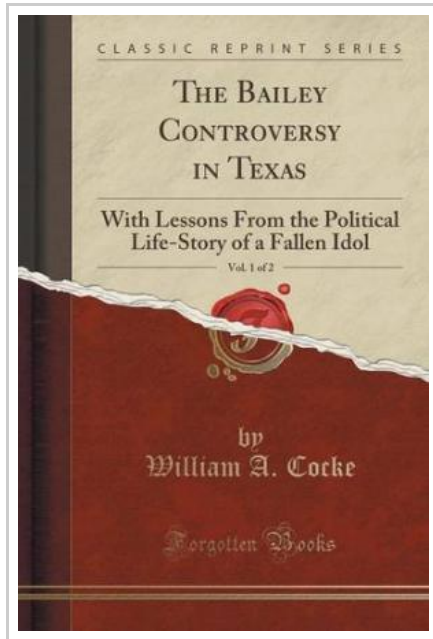 CLASSIC REPRINT SERIES
THE BAILEY
CONTROVERSY
IN TEXAS
With Lessons From the Political
Life-Story of a Fallen Idol
Vol. 1 of 2
by
William A. Cocke
Forgotten Books